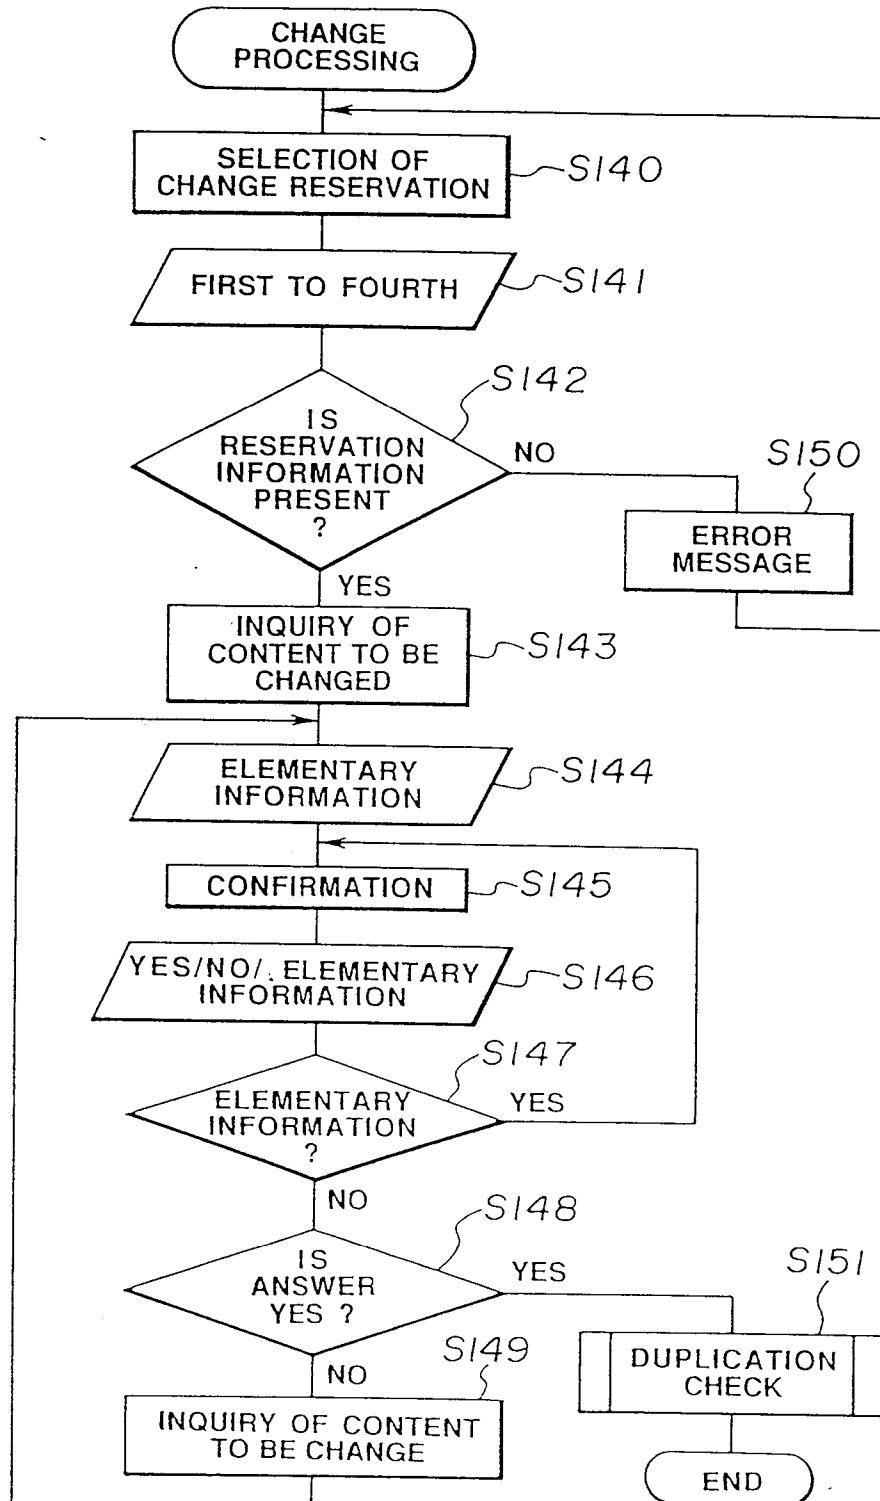 CHANGE
PROCESSING
SELECTION OF
CHANGE RESERVATION
S140
FIRST TO FOURTH
S141
S142
IS
RESERVATION
INFORMATION
PRESENT
?
NO
YES
S150
ERROR
MESSAGE
INQUIRY OF
CONTENT TO BE
CHANGED
S143
ELEMENTARY
INFORMATION
S144
CONFIRMATION
S145
YES/NO/. ELEMENTARY
INFORMATION
S146
S147
ELEMENTARY
INFORMATION
?
YES
NO
S148
IS
ANSWER
YES ?
YES
NO
S151
DUPLICATION
CHECK
S149
INQUIRY OF CONTENT
TO BE CHANGE
END